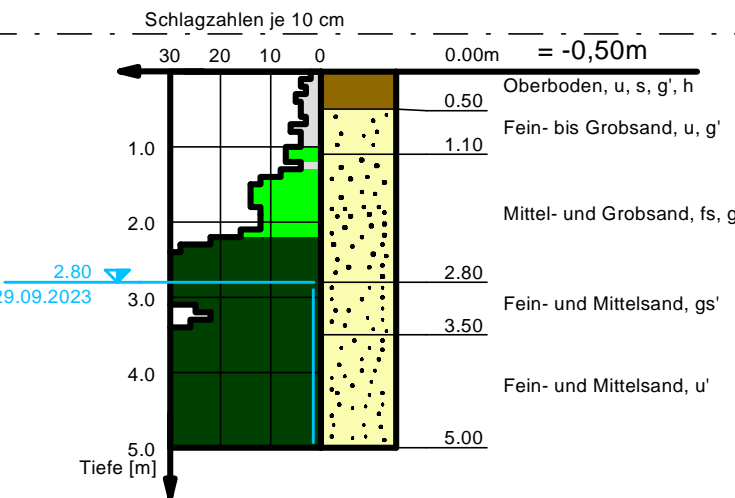 Schlagzahlen je 10 cm
30 20 10 0 0.00m = -0,50m
Oberboden, u, s, g', h
0.50
Fein- bis Grobsand, u, g'
1.0 1.10
2.0 Mittel- und Grobsand, fs, g
2.80 2.80
29.09.2023 3.0 Fein- und Mittelsand, gs'
3.50
4.0 Fein- und Mittelsand, u'
5.0 5.00
Tiefe [m]